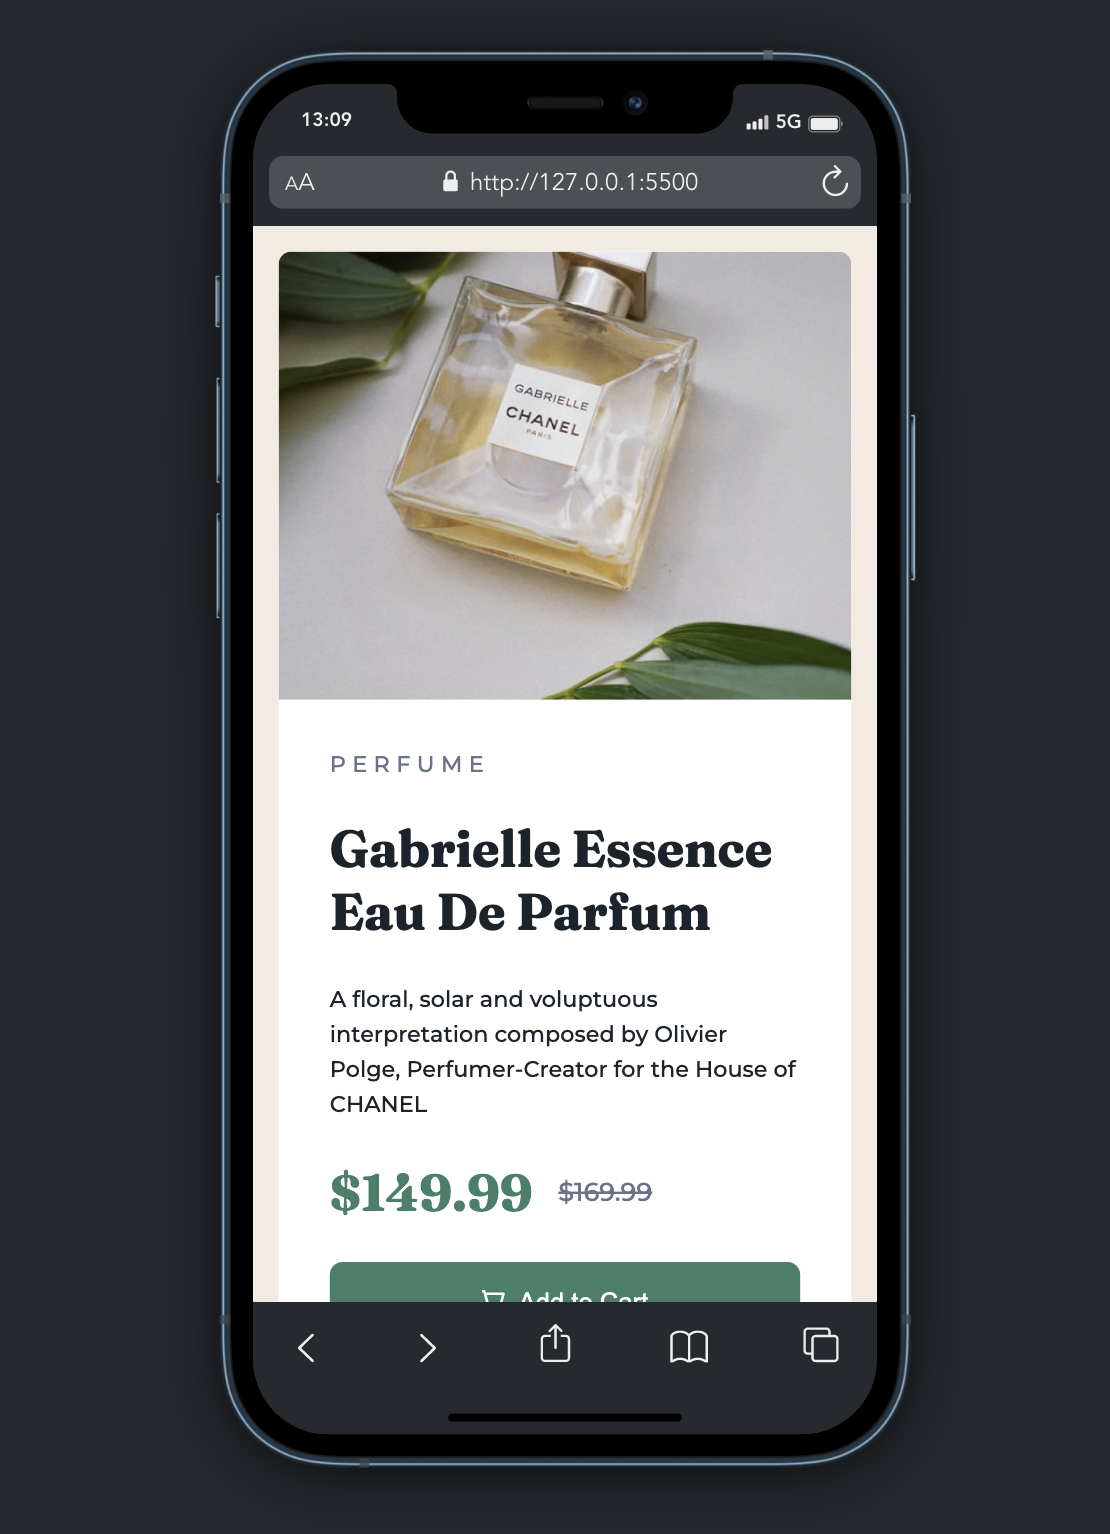 13:09
5G
AA
http://127.0.0.1:5500
GABRIELLE
CHANEL
PARIS
PERFUME
Gabrielle Essence
Eau De Parfum
A floral, solar and voluptuous
interpretation composed by Olivier
Polge, Perfumer-Creator for the House of
CHANEL
$149.99 $169.99
Add to Cart